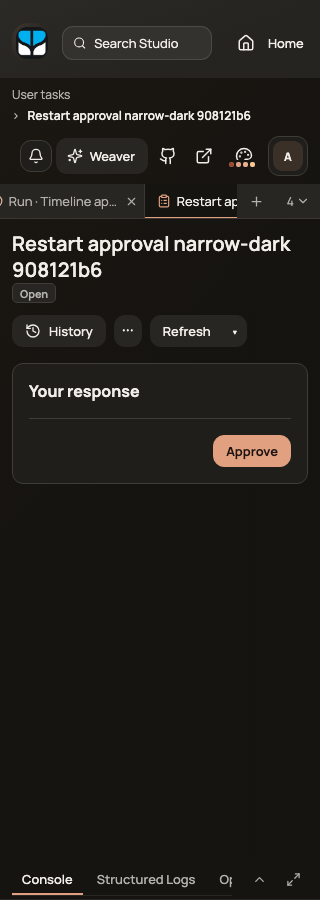 Search Studio
Home
User tasks
› Restart approval narrow-dark 908121b6
Weaver
A
Run · Timeline ap...
Restart ap
4
Restart approval narrow-dark
908121b6
Open
History
Refresh
Your response
Approve
Console
Structured Logs
Op